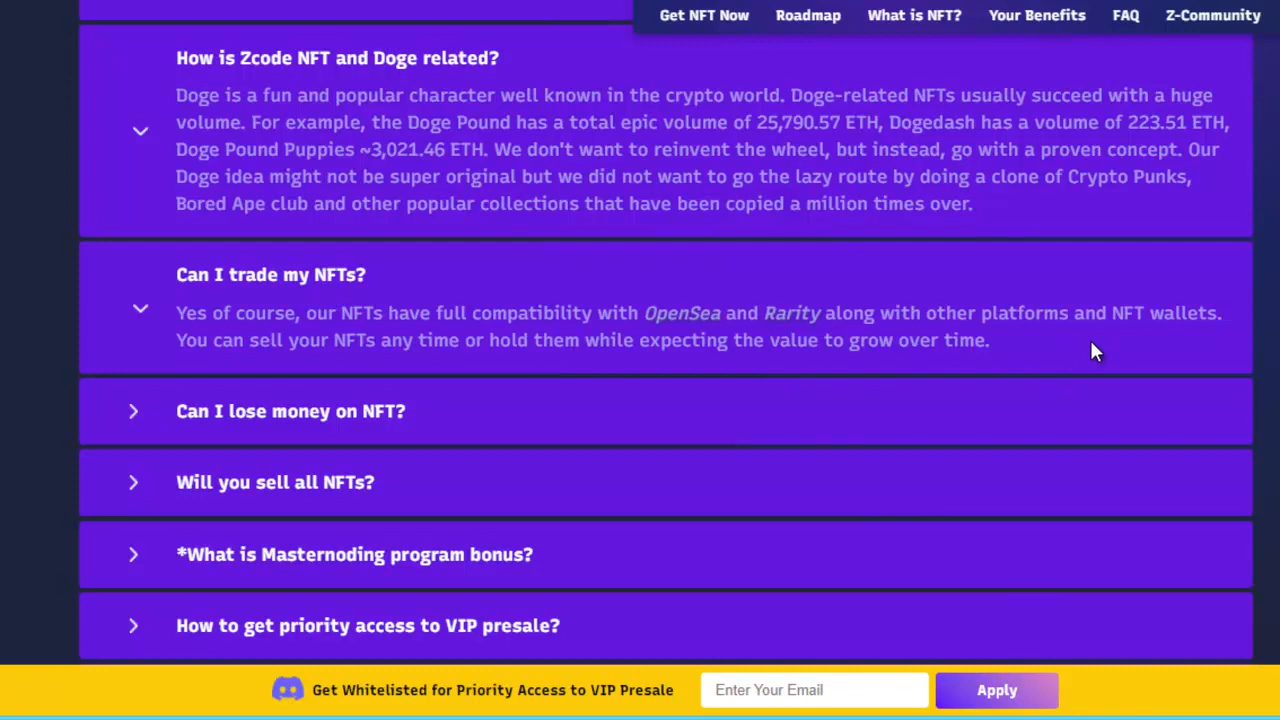 Get NFT Now Roadmap What is NFT? Your Benefits FAQ Z-Community
How is Zcode NFT and Doge related?
Doge is a fun and popular character well known in the crypto world. Doge-related NFTs usually succeed with a huge
volume. For example, the Doge Pound has a total epic volume of 25,790.57 ETH, Dogedash has a volume of 223.51 ETH,
Doge Pound Puppies ~3,021.46 ETH. We don't want to reinvent the wheel, but instead, go with a proven concept. Our
Doge idea might not be super original but we did not want to go the lazy route by doing a clone of Crypto Punks,
Bored Ape club and other popular collections that have been copied a million times over.
Can I trade my NFTs?
Yes of course, our NFTs have full compatibility with OpenSea and Rarity along with other platforms and NFT wallets.
You can sell your NFTs any time or hold them while expecting the value to grow over time.
Can I lose money on NFT?
Will you sell all NFTs?
*What is Masternoding program bonus?
How to get priority access to VIP presale?
Get Whitelisted for Priority Access to VIP Presale Enter Your Email Apply